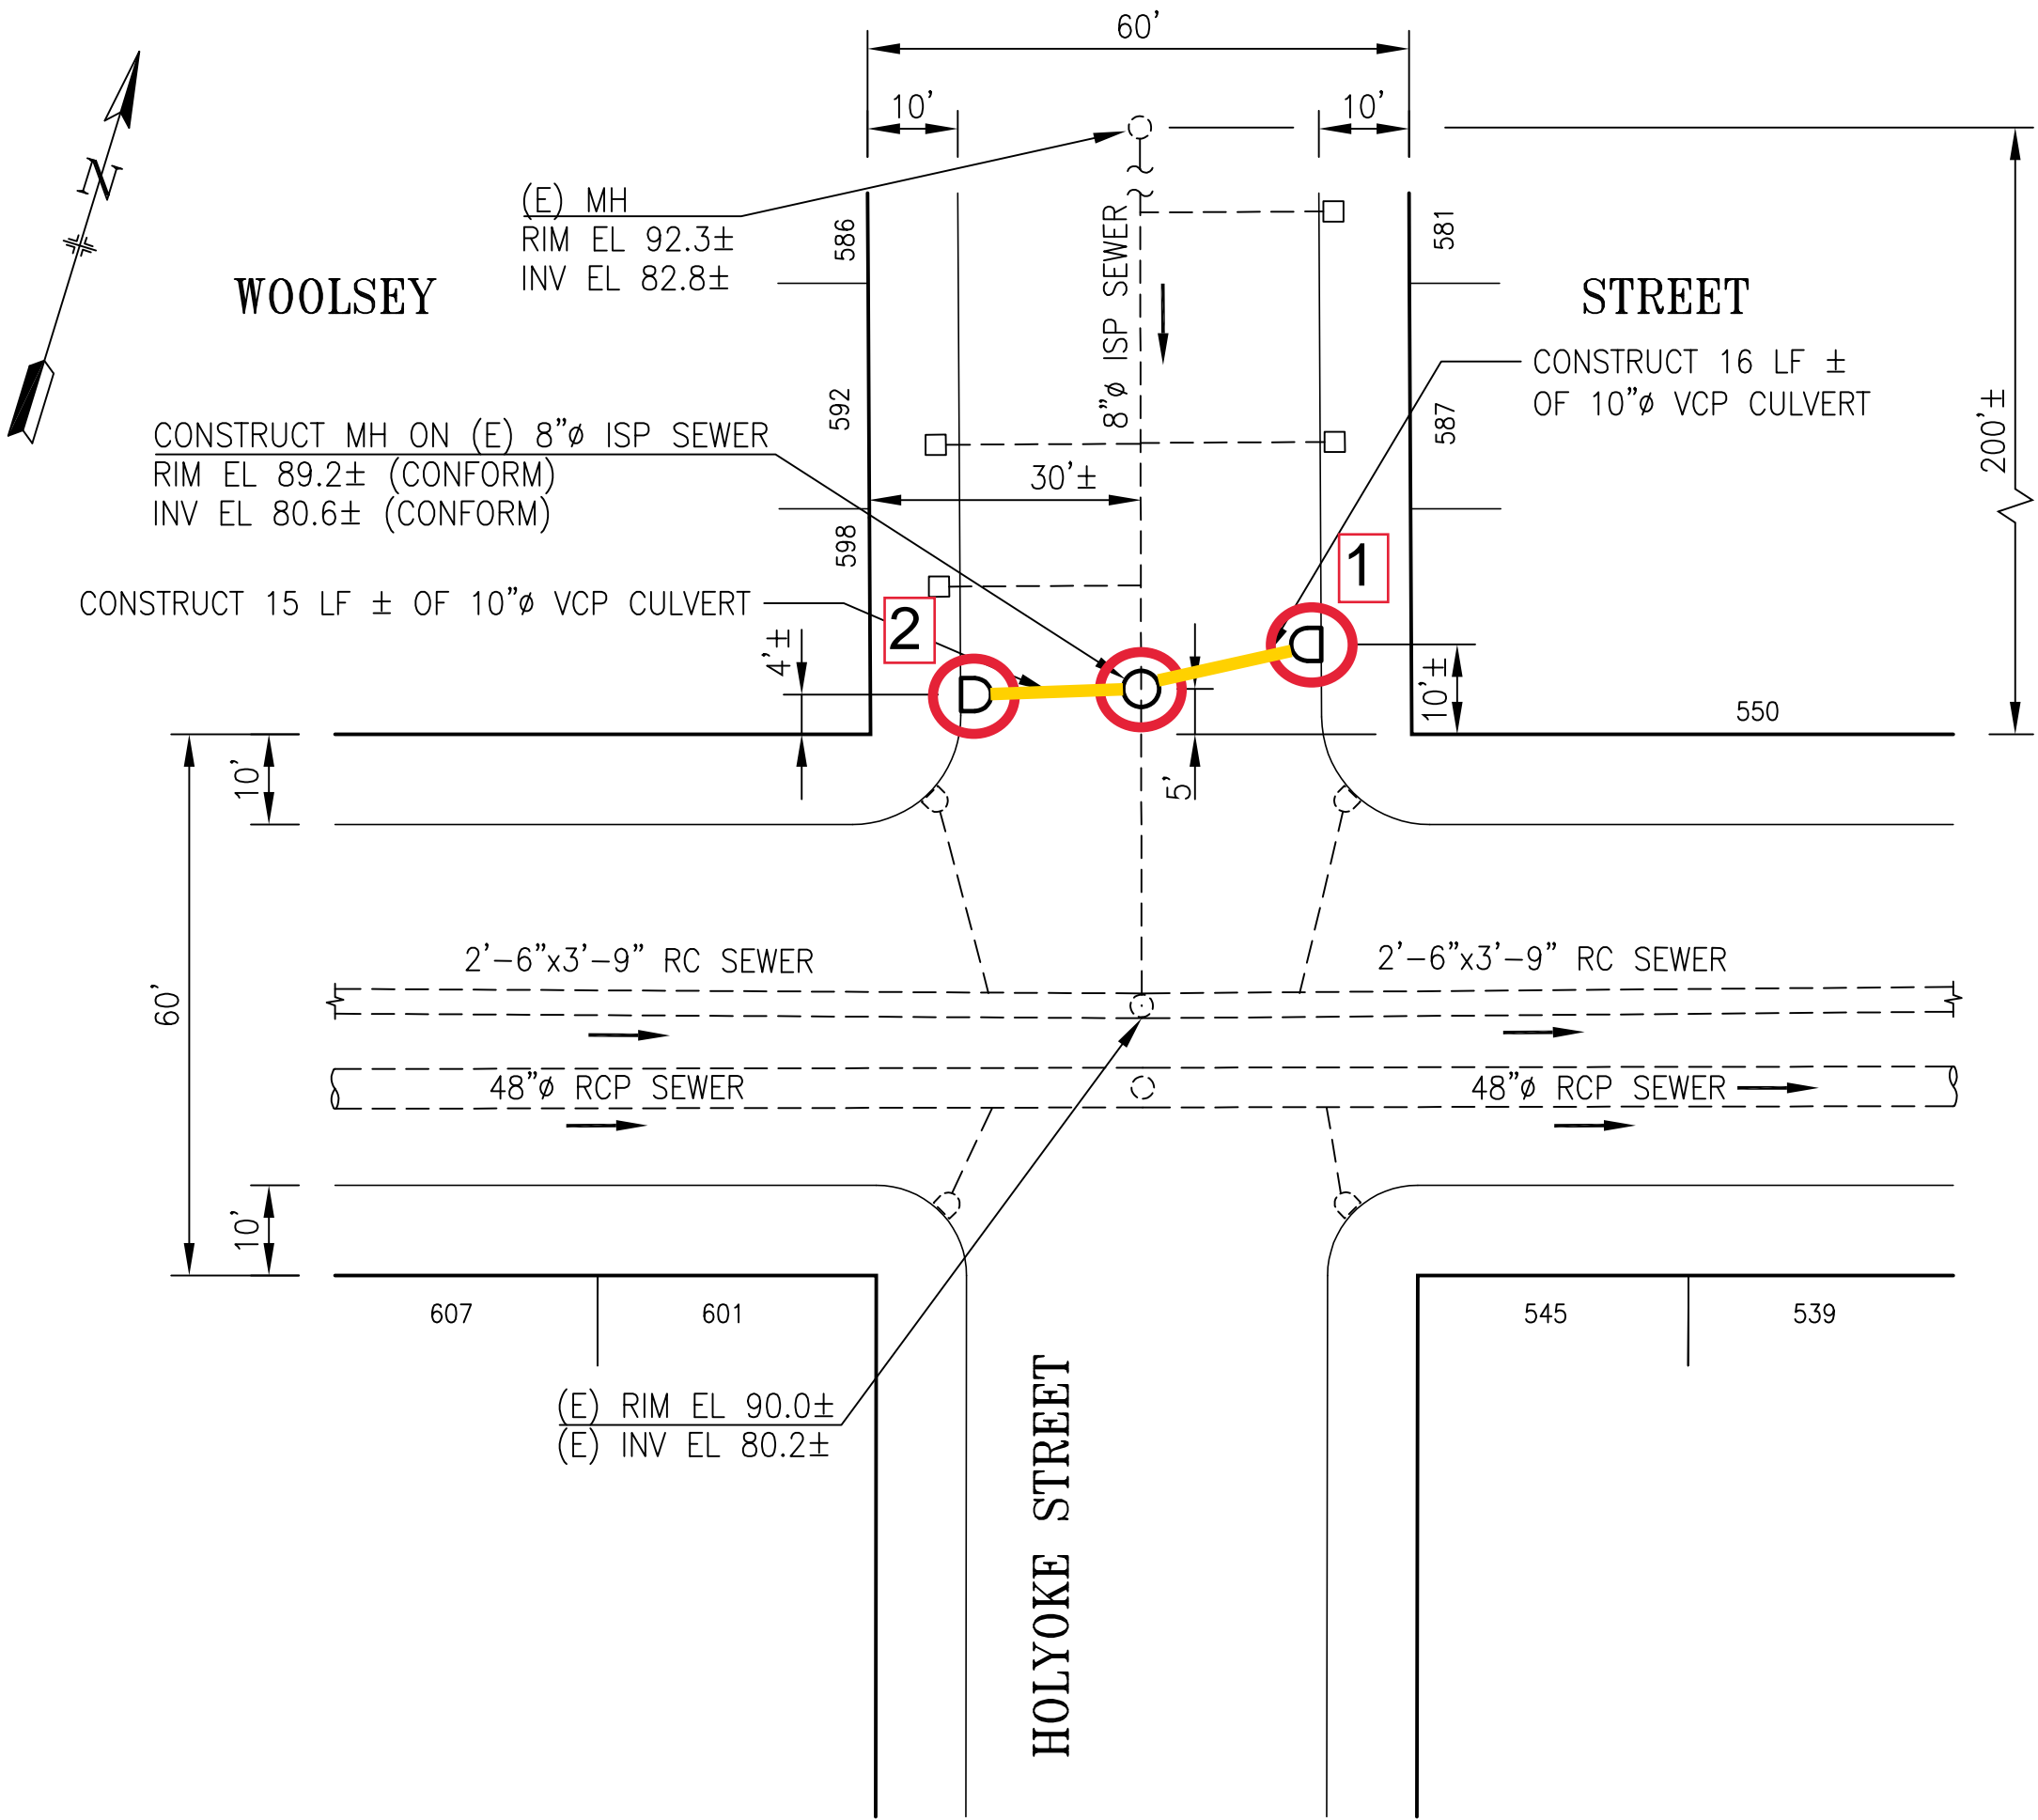 60'
10'
10'
N
(E) MH
RIM EL 92.3±
INV EL 82.8±
586
581
8"ø ISP SEWER
WOOLSEY
STREET
CONSTRUCT 16 LF ±
OF 10"ø VCP CULVERT
592
587
200'±
CONSTRUCT MH ON (E) 8"ø ISP SEWER
RIM EL 89.2± (CONFORM)
INV EL 80.6± (CONFORM)
30'±
598
1
CONSTRUCT 15 LF ± OF 10"ø VCP CULVERT
2
4'±
10'±
550
5'
10'
60'
2'-6"x3'-9" RC SEWER
2'-6"x3'-9" RC SEWER
48"ø RCP SEWER
48"ø RCP SEWER
10'
607
601
545
539
(E) RIM EL 90.0±
(E) INV EL 80.2±
HOLYOKE STREET